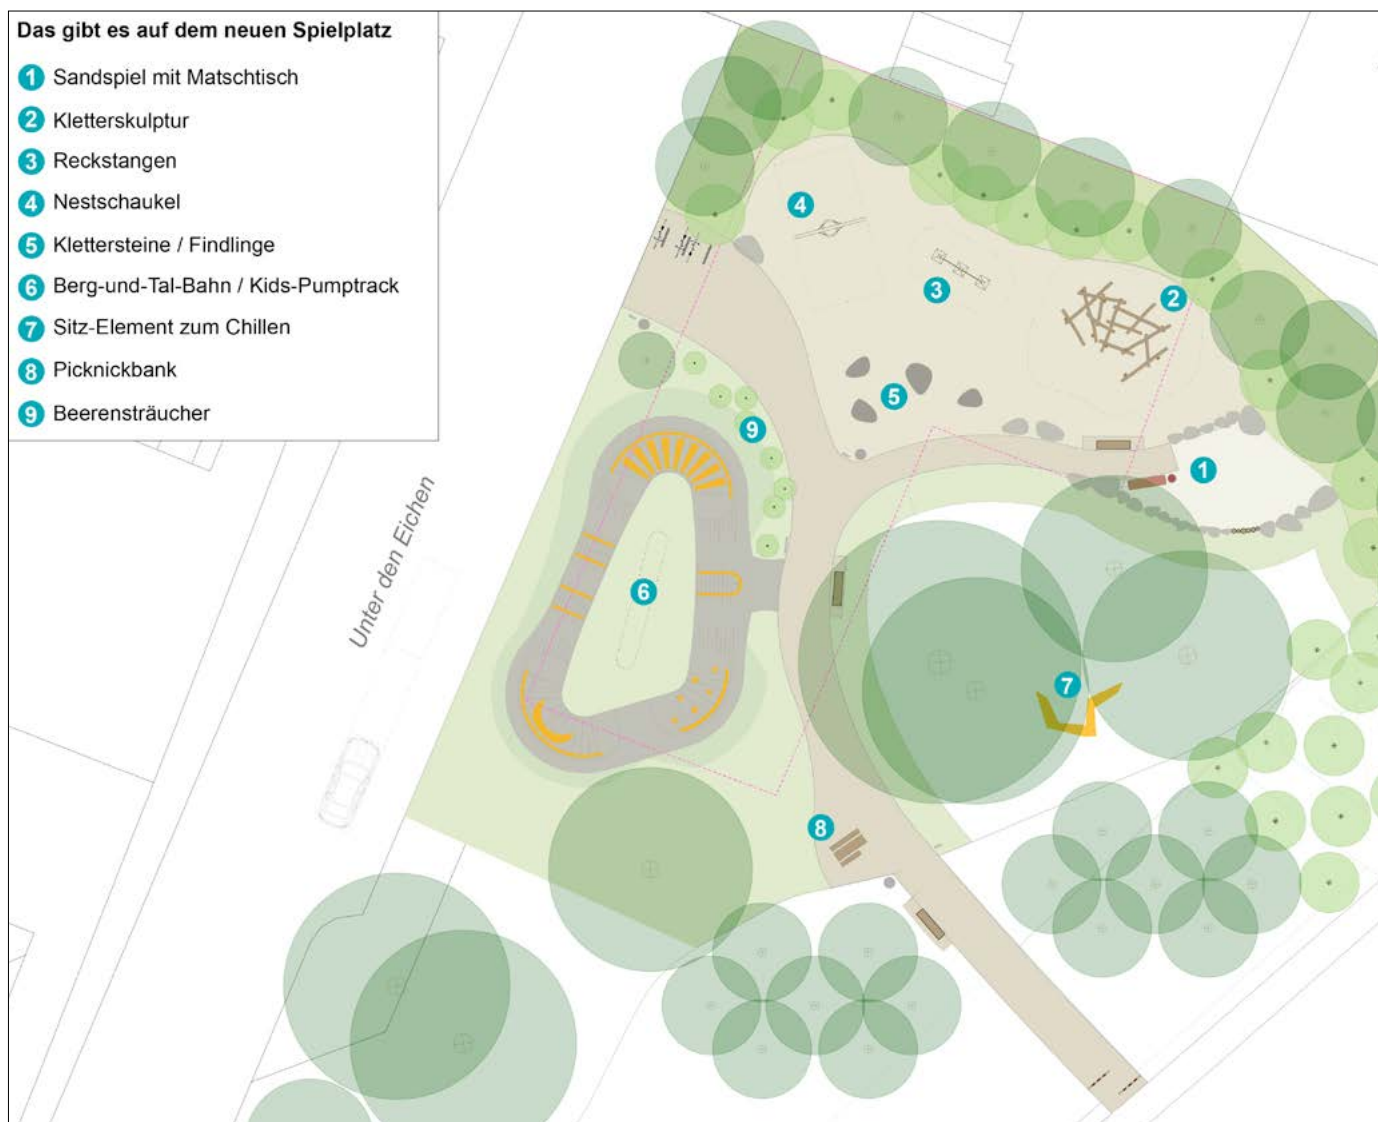 Das gibt es auf dem neuen Spielplatz
1 Sandspiel mit Matschtisch
2 Kletterskulptur
3 Reckstangen
4 Nestschaukel
5 Klettersteine / Findlinge
6 Berg-und-Tal-Bahn / Kids-Pumptrack
7 Sitz-Element zum Chillen
8 Picknickbank
9 Beerensträucher
4
2
3
5
9
1
Unter den Eichen
6
7
8